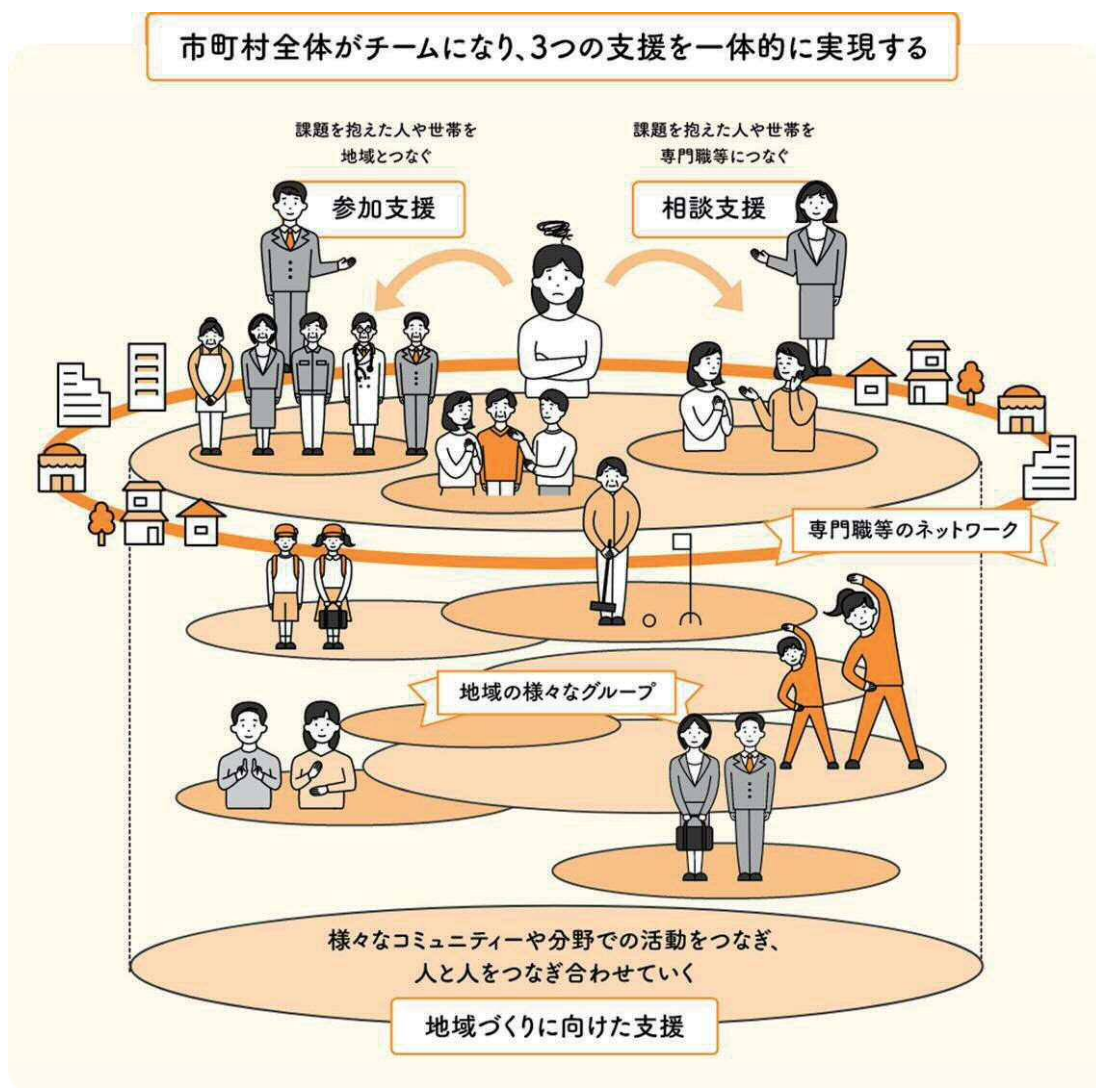 市町村全体がチームになり、3つの支援を一体的に実現する
課題を抱えた人や世帯を
地域とつなぐ
参加支援
課題を抱えた人や世帯を
専門職等につなぐ
相談支援
専門職等のネットワーク
地域の様々なグループ
様々なコミュニティーや分野での活動をつなぎ、
人と人をつなぎ合わせていく
地域づくりに向けた支援